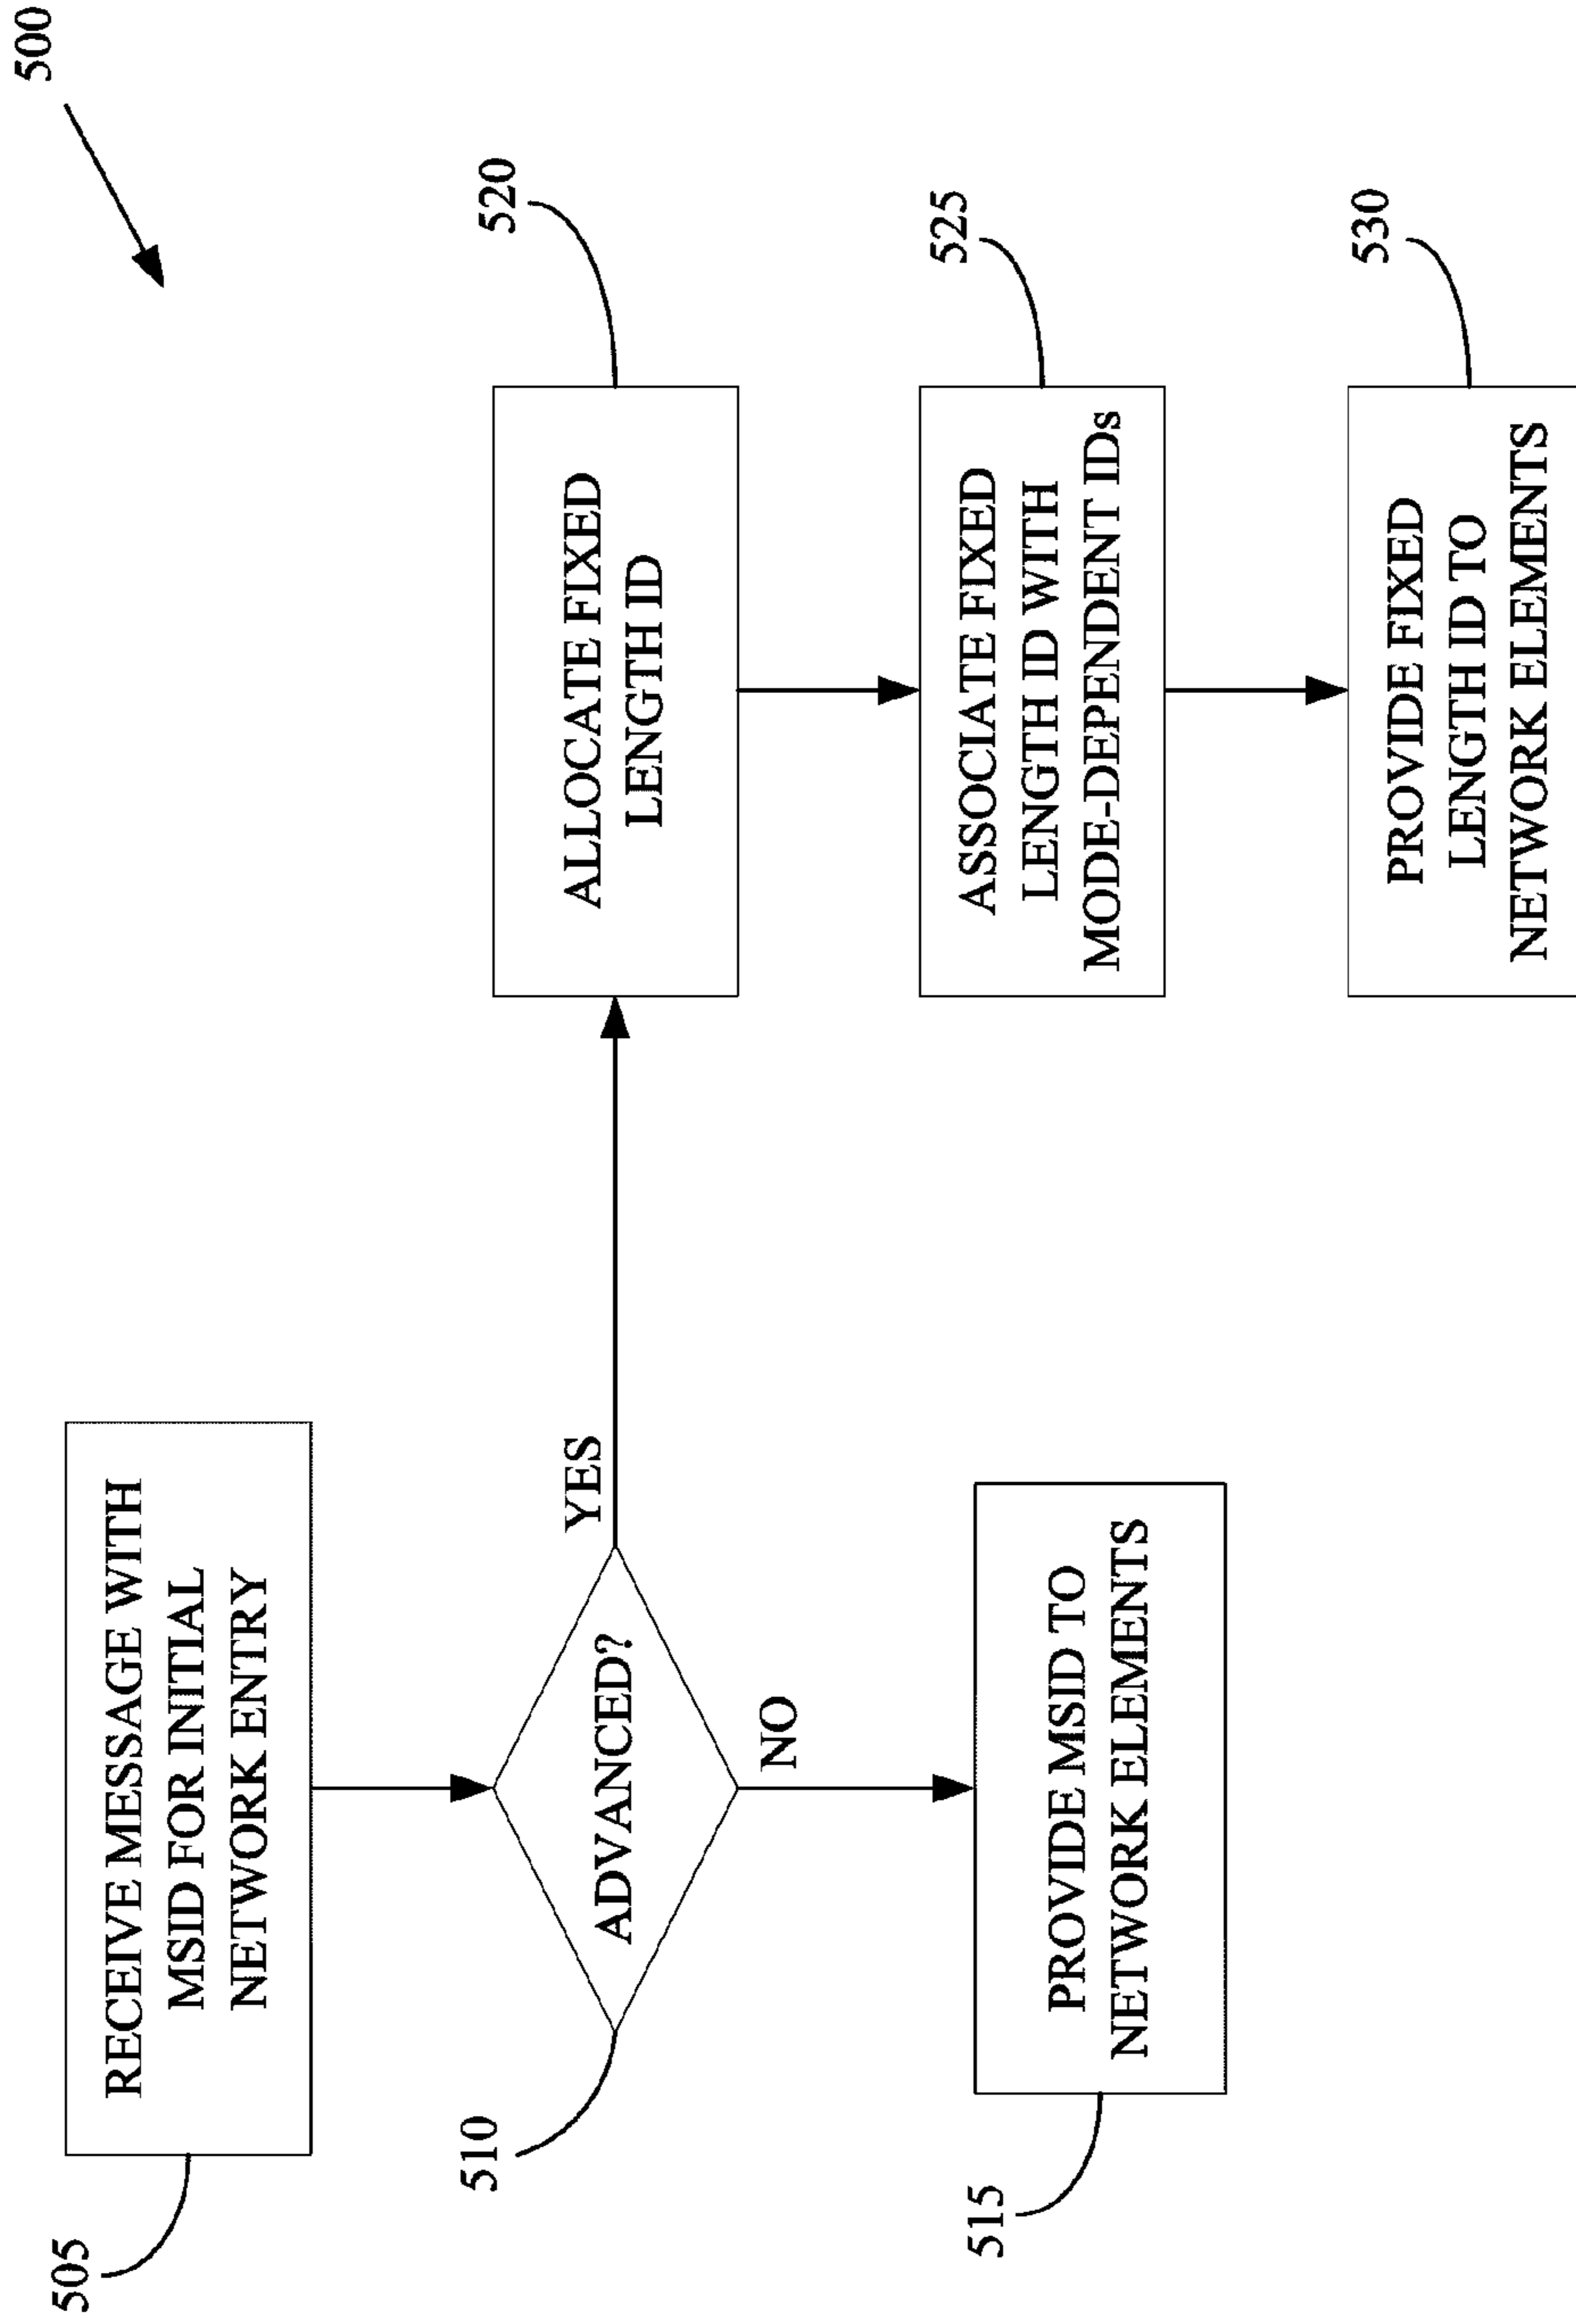 500
505
RECEIVE MESSAGE WITH
MSID FOR INITIAL
NETWORK ENTRY
510
ADVANCED?
YES
NO
515
PROVIDE MSID TO
NETWORK ELEMENTS
520
ALLOCATE FIXED
LENGTH ID
525
ASSOCIATE FIXED
LENGTH ID WITH
MODE-DEPENDENT IDs
530
PROVIDE FIXED
LENGTH ID TO
NETWORK ELEMENTS